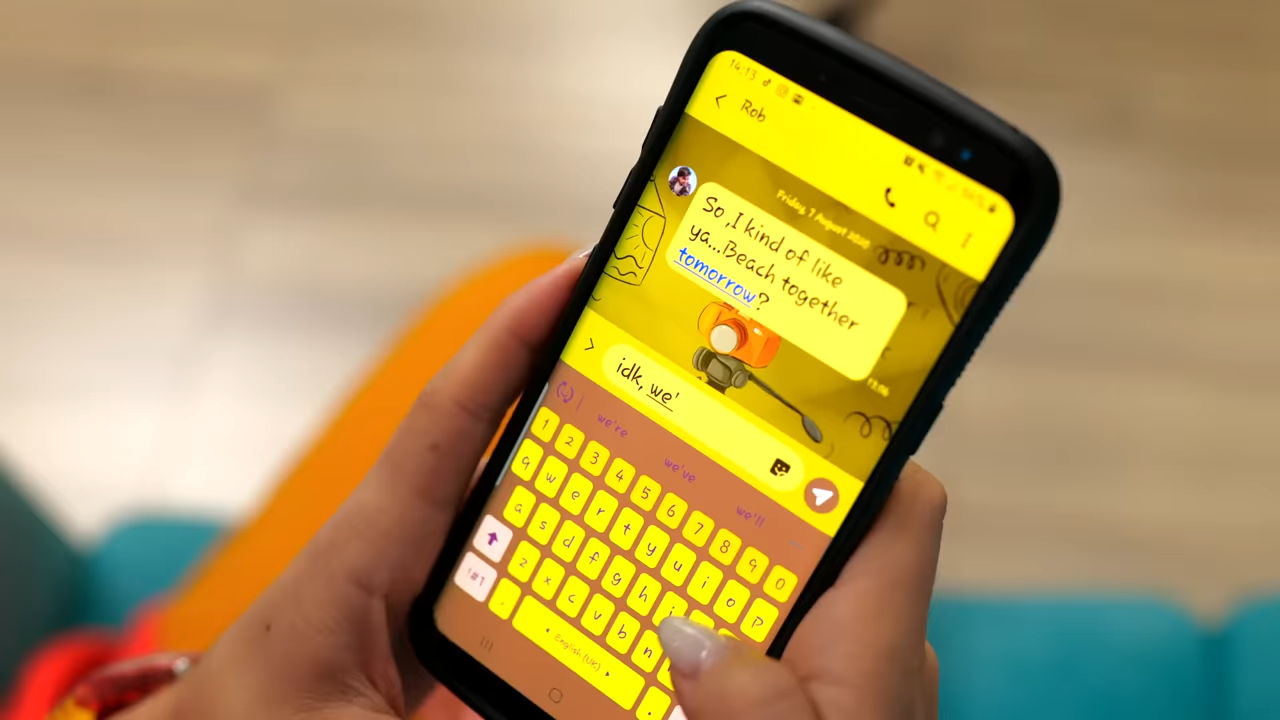 14:13
Rob
Friday, 7 August 2020
So ,I kind of like
ya...Beach together
tomorrow?
13:06
idk, we'
we're
we've
we'll
1 2 3 4 5 6 7 8 9 0
q w e r t y u i o p
a s d f g h j
z x c v b n
!#1
, English (UK) .